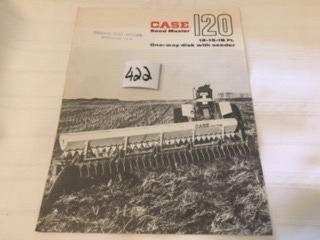 CASE 120
Seed Master
12-15-18 Ft.
One-way disk with seeder
422
CASE